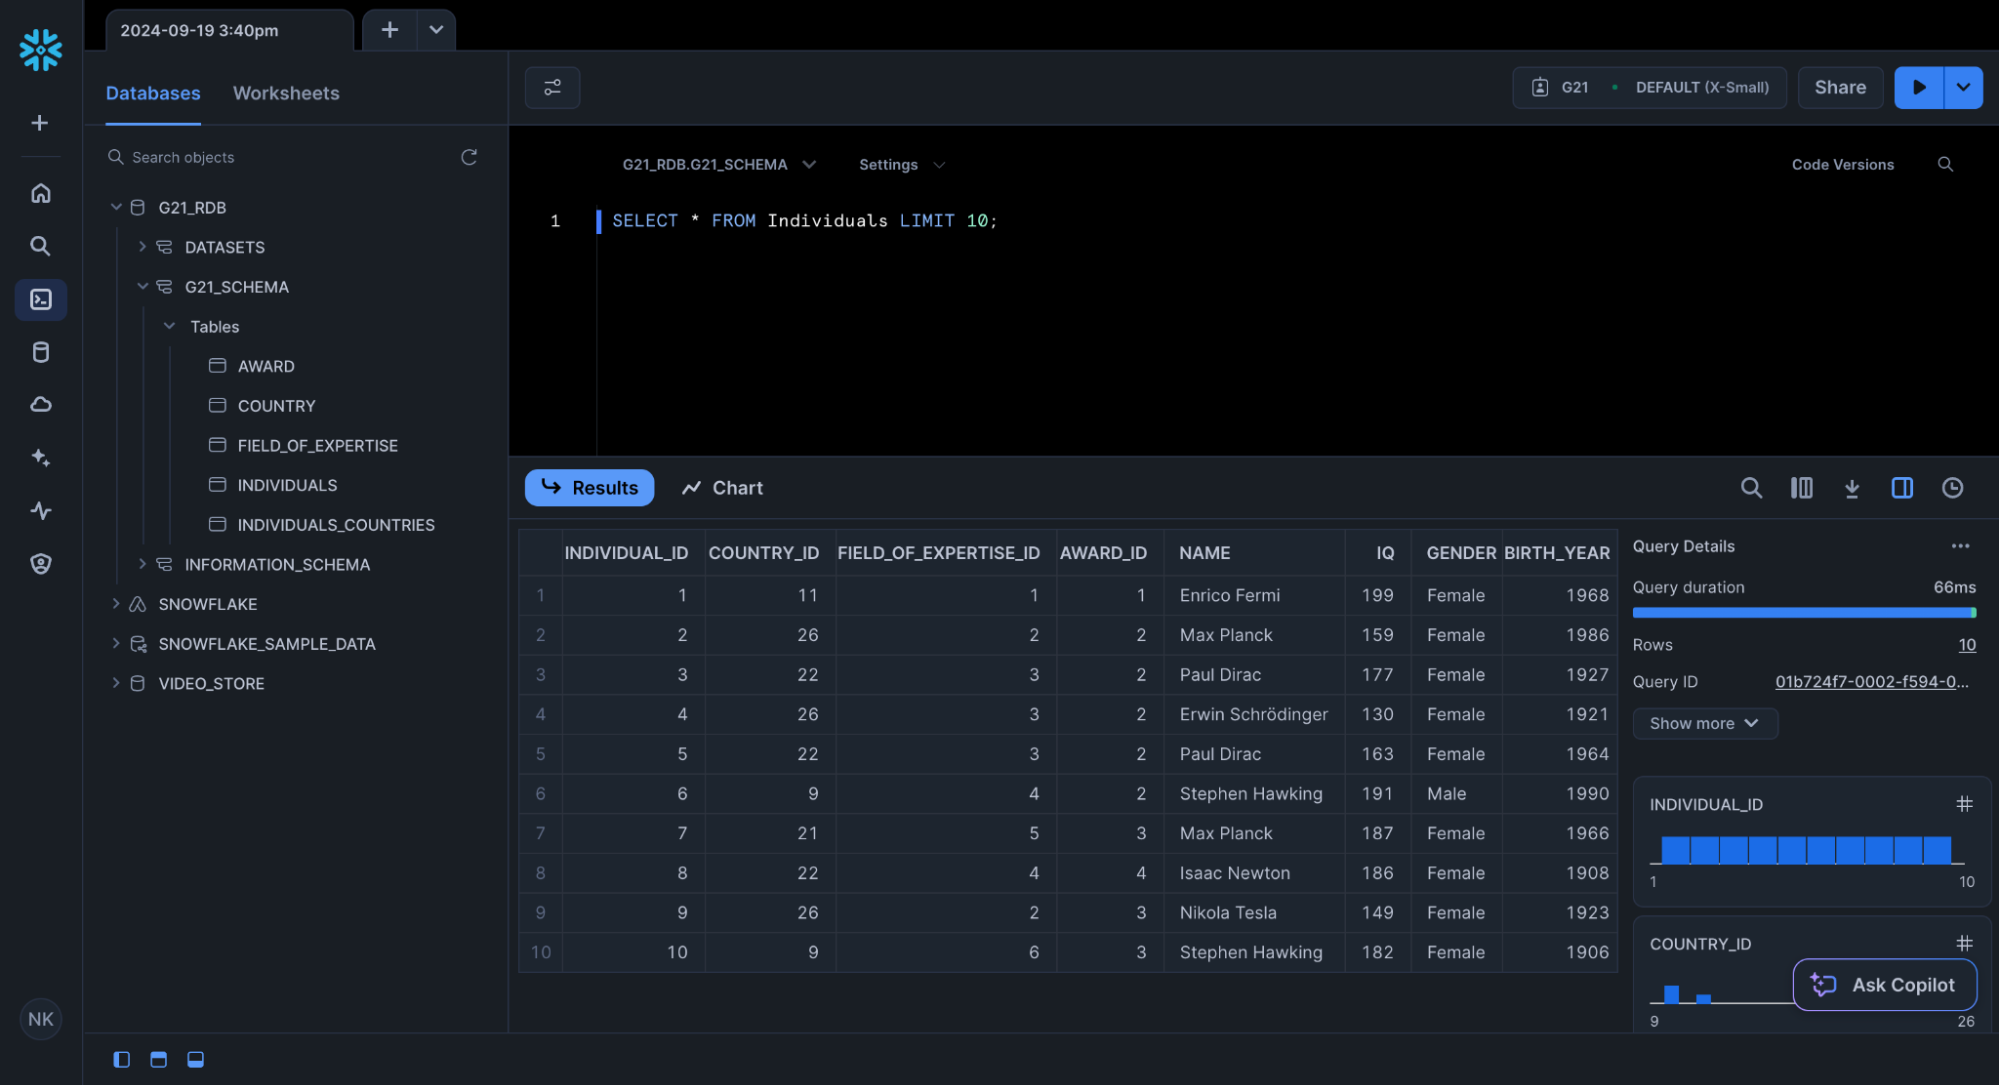 2024-09-19 3:40pm
Databases Worksheets
G21 • DEFAULT (X-Small) Share
Search objects
G21_RDB
DATASETS
G21_SCHEMA
Tables
AWARD
COUNTRY
FIELD_OF_EXPERTISE
INDIVIDUALS
INDIVIDUALS_COUNTRIES
INFORMATION_SCHEMA
SNOWFLAKE
SNOWFLAKE_SAMPLE_DATA
VIDEO_STORE
NK
G21_RDB.G21_SCHEMA Settings Code Versions
1 SELECT * FROM Individuals LIMIT 10;
Results Chart
INDIVIDUAL_ID COUNTRY_ID FIELD_OF_EXPERTISE_ID AWARD_ID NAME IQ GENDER BIRTH_YEAR
1 1 11 1 1 Enrico Fermi 199 Female 1968
2 2 26 2 2 Max Planck 159 Female 1986
3 3 22 3 2 Paul Dirac 177 Female 1927
4 4 26 3 2 Erwin Schrödinger 130 Female 1921
5 5 22 3 2 Paul Dirac 163 Female 1964
6 6 9 4 2 Stephen Hawking 191 Male 1990
7 7 21 5 3 Max Planck 187 Female 1966
8 8 22 4 4 Isaac Newton 186 Female 1908
9 9 26 2 3 Nikola Tesla 149 Female 1923
10 10 9 6 3 Stephen Hawking 182 Female 1906
Query Details ...
Query duration 66ms
Rows 10
Query ID 01b724f7-0002-f594-0...
Show more
INDIVIDUAL_ID #
1 10
COUNTRY_ID #
Ask Copilot
9 26